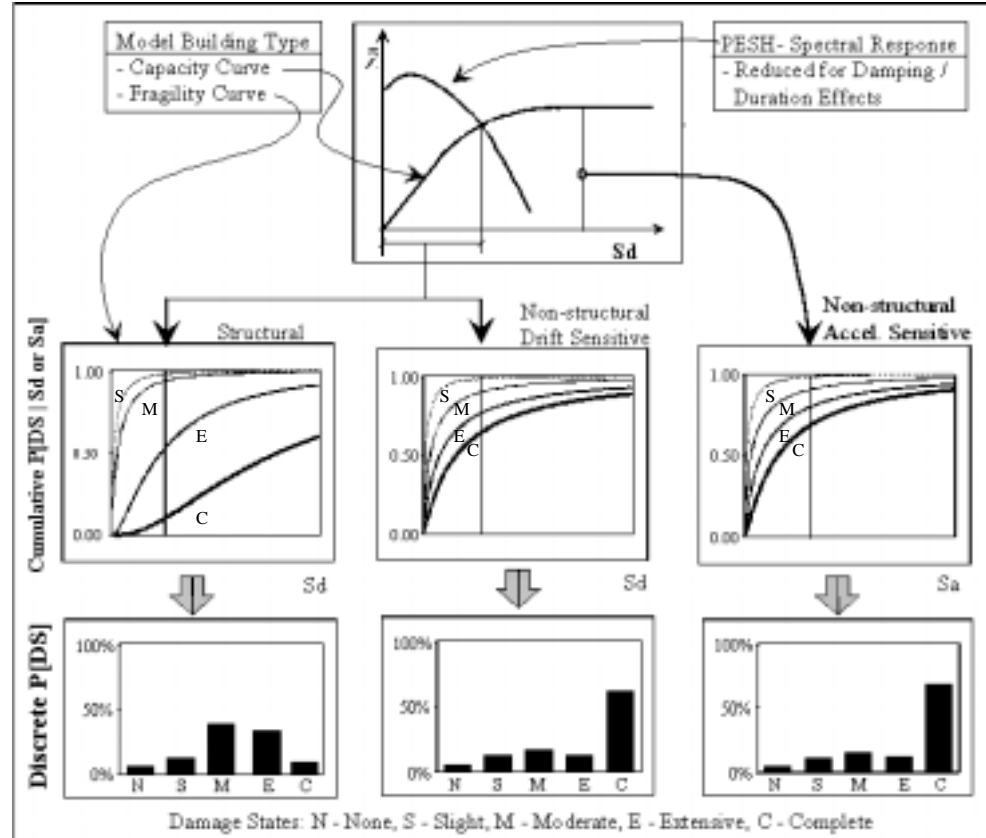 Model Building Type
- Capacity Curve
- Fragility Curve
PESH- Spectral Response
- Reduced for Damping /
Duration Effects
Sd
Structural
Non-structural
Drift Sensitive
Non-structural
Accel. Sensitive
Cumulative P[DS | Sd or Sa]
1.00
0.30
0.00
S
M
E
C
Sd
1.00
0.50
0.00
S
M
E
C
Sd
1.00
0.50
0.00
S
M
E
C
Sa
Discrete P[DS]
100%
50%
0%
N S M E C
100%
50%
0%
N S M E C
100%
50%
0%
N S M E C
Damage States: N - None, S - Slight, M - Moderate, E - Extensive, C - Complete